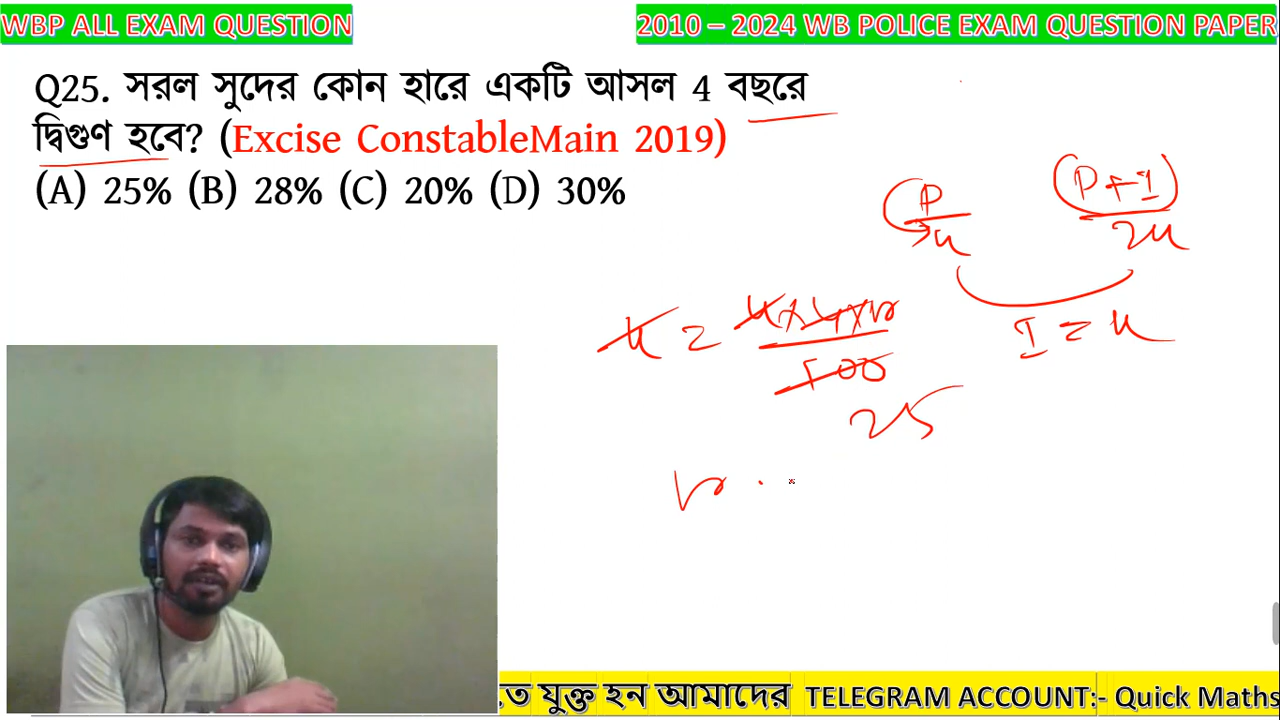 WBP ALL EXAM QUESTION
2010 – 2024 WB POLICE EXAM QUESTION PAPER
Q25. সরল সুদের কোন হারে একটি আসল 4 বছরে
দ্বিগুণ হবে? (Excise ConstableMain 2019)
(A) 25% (B) 28% (C) 20% (D) 30%
P
x
P + I
2x
I = x
x = x×4×r
100
25
r
যুক্ত হন আমাদের TELEGRAM ACCOUNT:- Quick Maths